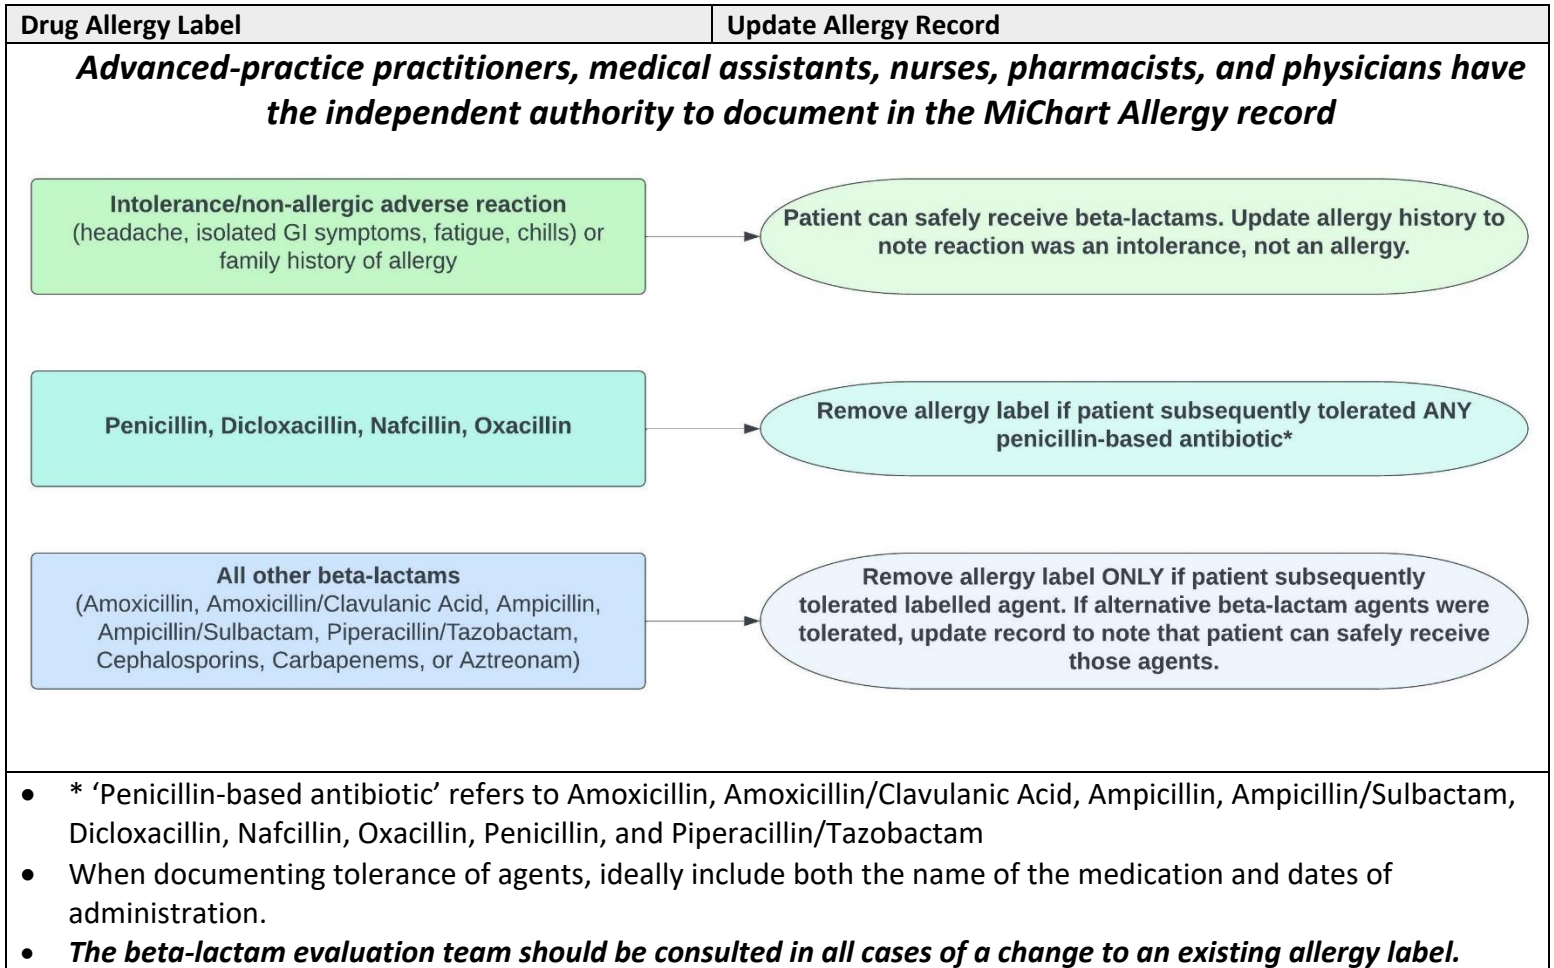 Drug Allergy Label
Update Allergy Record
Advanced-practice practitioners, medical assistants, nurses, pharmacists, and physicians have
the independent authority to document in the MiChart Allergy record
Intolerance/non-allergic adverse reaction
(headache, isolated GI symptoms, fatigue, chills) or
family history of allergy
Patient can safely receive beta-lactams. Update allergy history to
note reaction was an intolerance, not an allergy.
Penicillin, Dicloxacillin, Nafcillin, Oxacillin
Remove allergy label if patient subsequently tolerated ANY
penicillin-based antibiotic*
All other beta-lactams
(Amoxicillin, Amoxicillin/Clavulanic Acid, Ampicillin,
Ampicillin/Sulbactam, Piperacillin/Tazobactam,
Cephalosporins, Carbapenems, or Aztreonam)
Remove allergy label ONLY if patient subsequently
tolerated labelled agent. If alternative beta-lactam agents were
tolerated, update record to note that patient can safely receive
those agents.
• * ‘Penicillin-based antibiotic’ refers to Amoxicillin, Amoxicillin/Clavulanic Acid, Ampicillin, Ampicillin/Sulbactam,
Dicloxacillin, Nafcillin, Oxacillin, Penicillin, and Piperacillin/Tazobactam
• When documenting tolerance of agents, ideally include both the name of the medication and dates of
administration.
• The beta-lactam evaluation team should be consulted in all cases of a change to an existing allergy label.